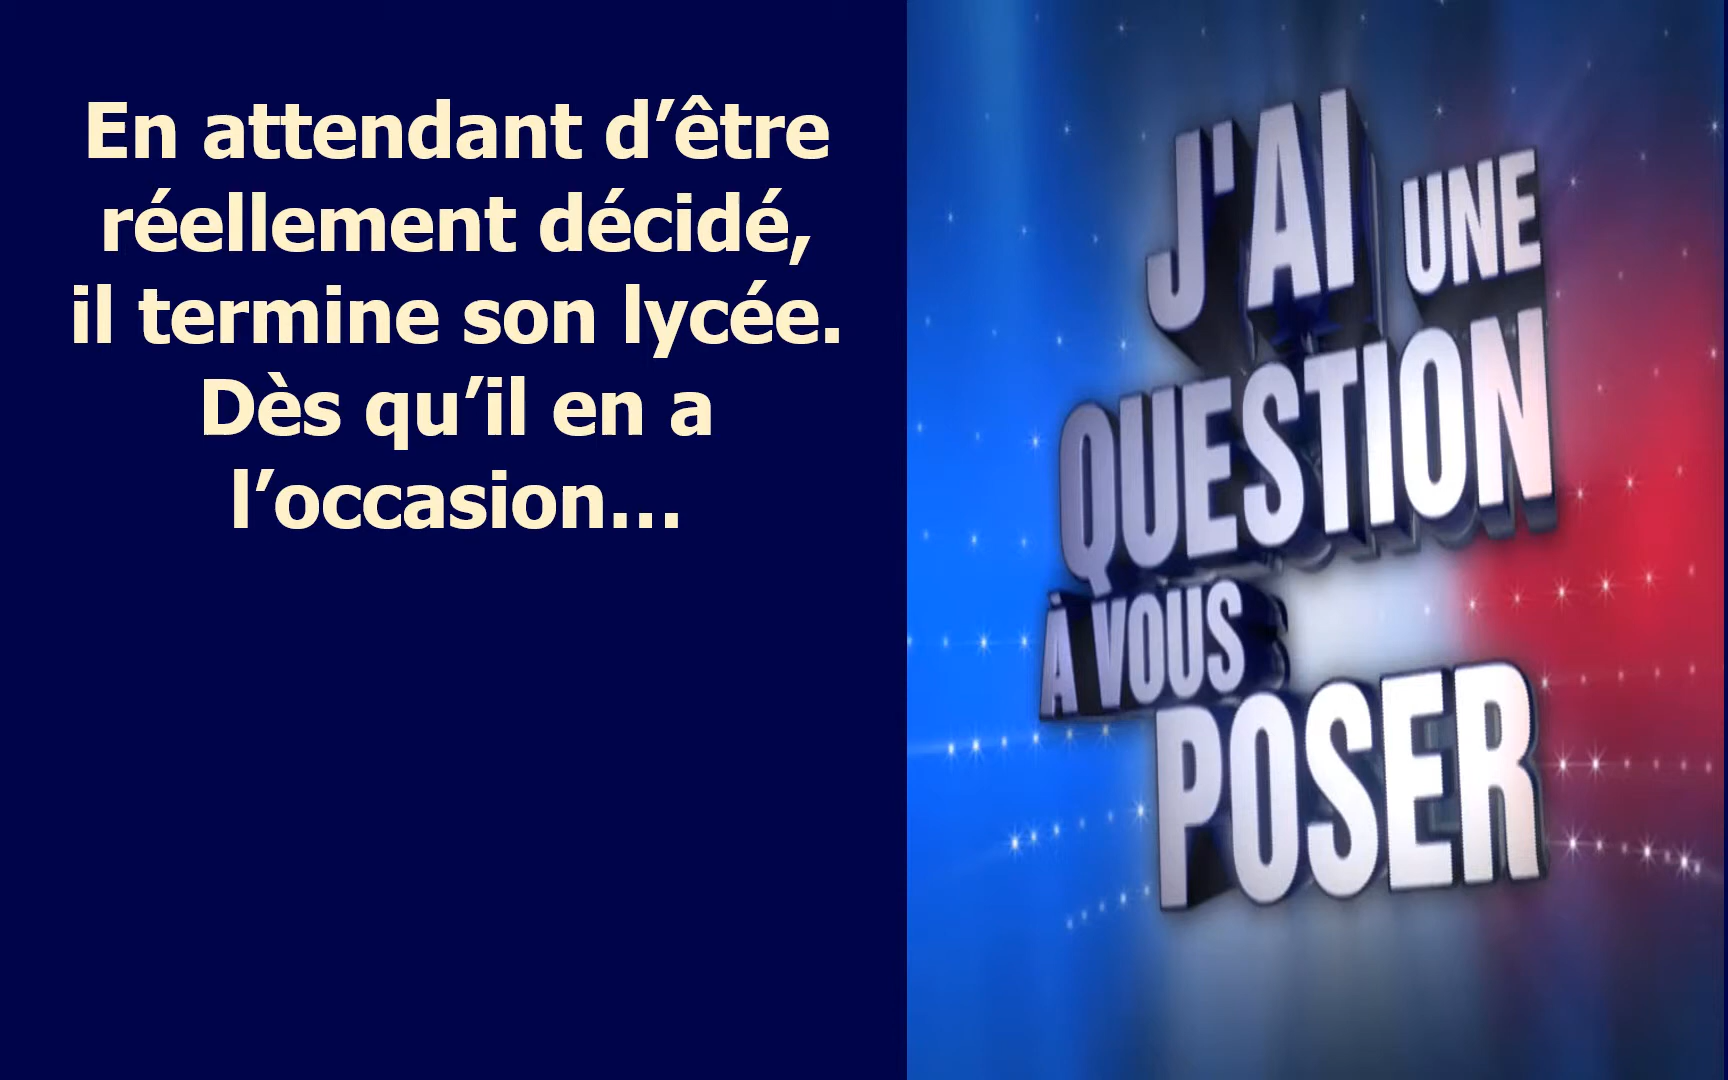 En attendant d’être
réellement décidé,
il termine son lycée.
Dès qu’il en a
l’occasion…
J'AI UNE
QUESTION
À VOUS
POSER